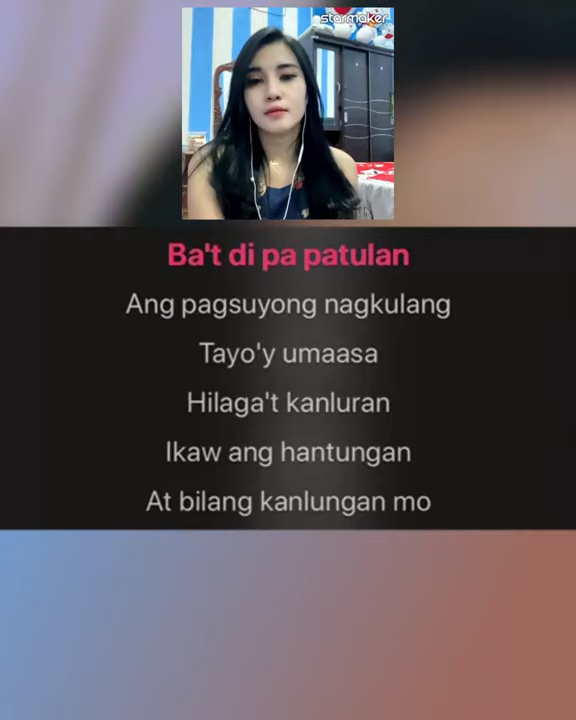 starmaker
Ba't di pa patulan
Ang pagsuyong nagkulang
Tayo'y umaasa
Hilaga't kanluran
Ikaw ang hantungan
At bilang kanlungan mo